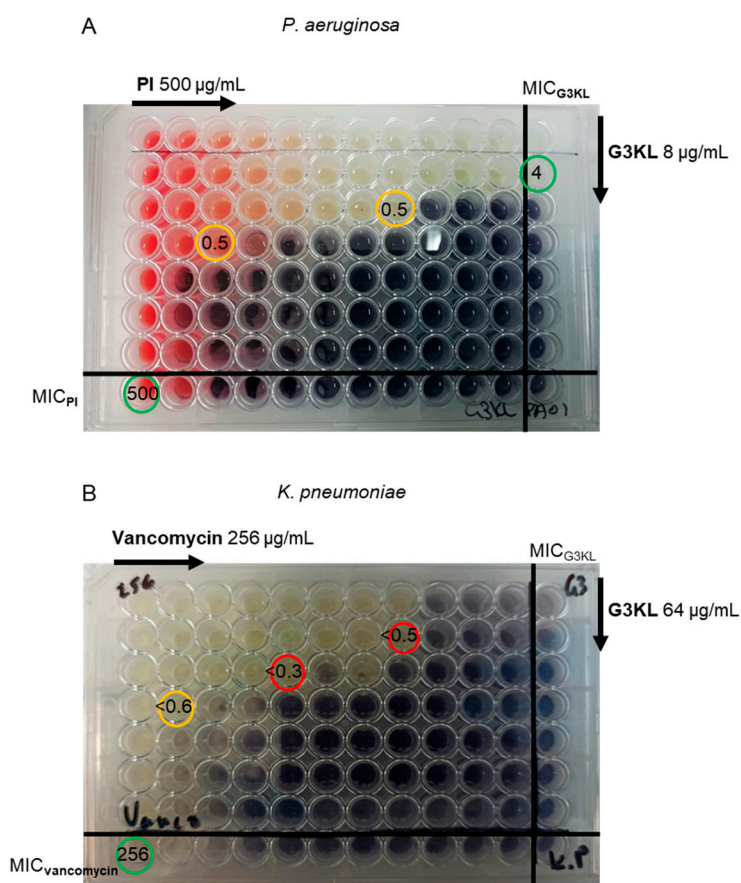 A
P. aeruginosa
PI 500 µg/mL
MICG3KL
G3KL 8 µg/mL
4
0.5
0.5
MICPI
500
G3KL PA01
B
K. pneumoniae
Vancomycin 256 µg/mL
MICG3KL
256
G3
G3KL 64 µg/mL
<0.5
<0.3
<0.6
Vanco
MICvancomycin
256
K.P